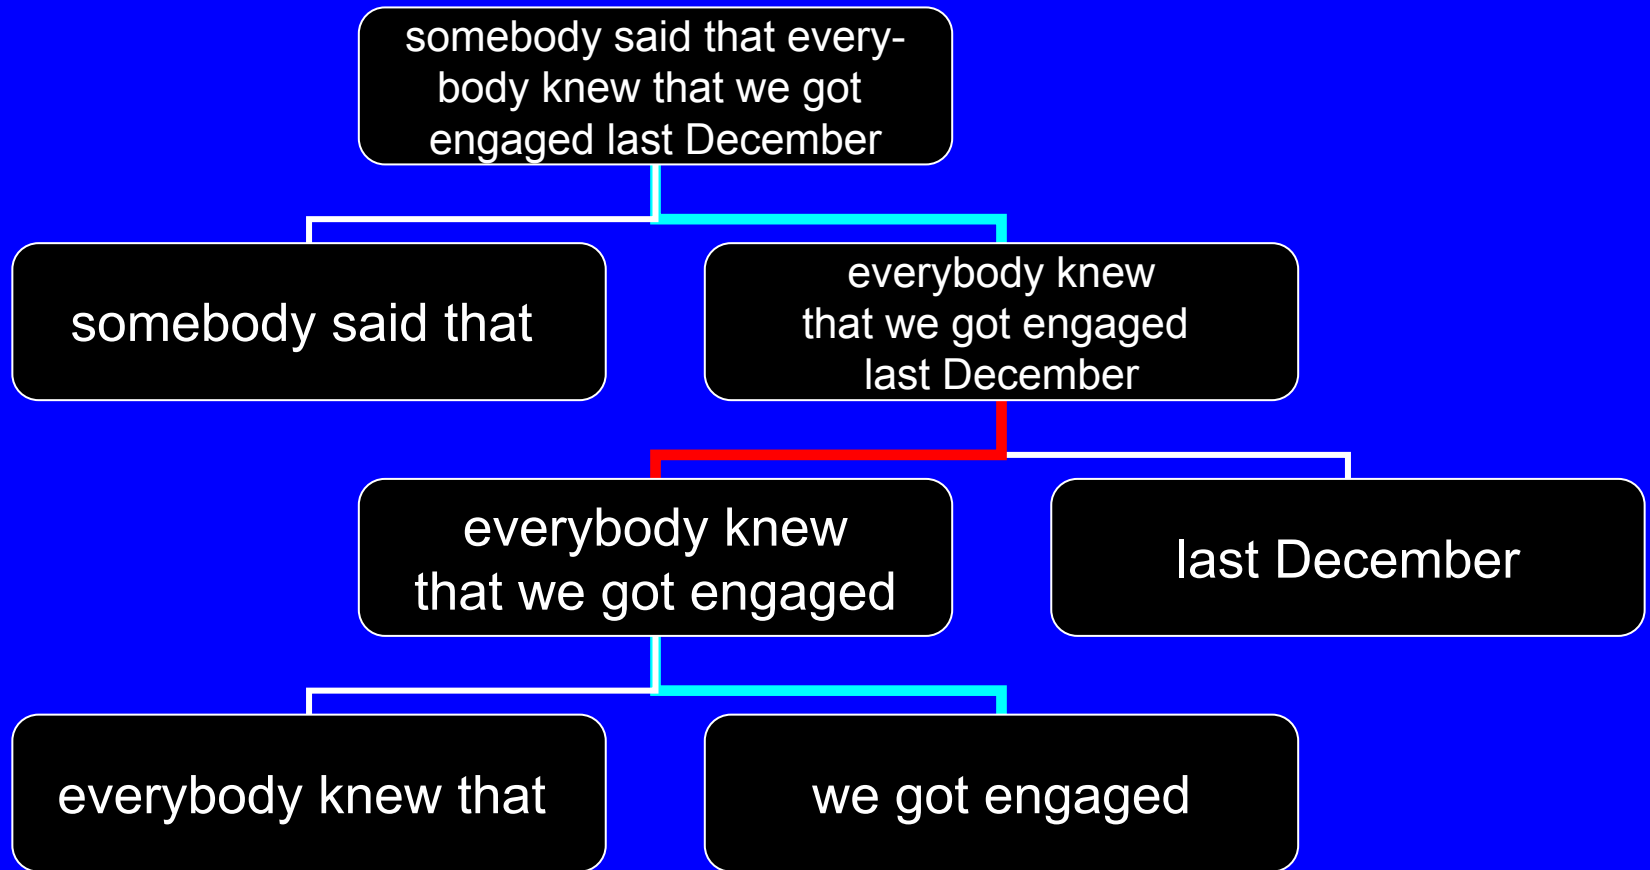 somebody said that every-
body knew that we got
engaged last December
somebody said that
everybody knew
that we got engaged
last December
everybody knew
that we got engaged
last December
everybody knew that
we got engaged